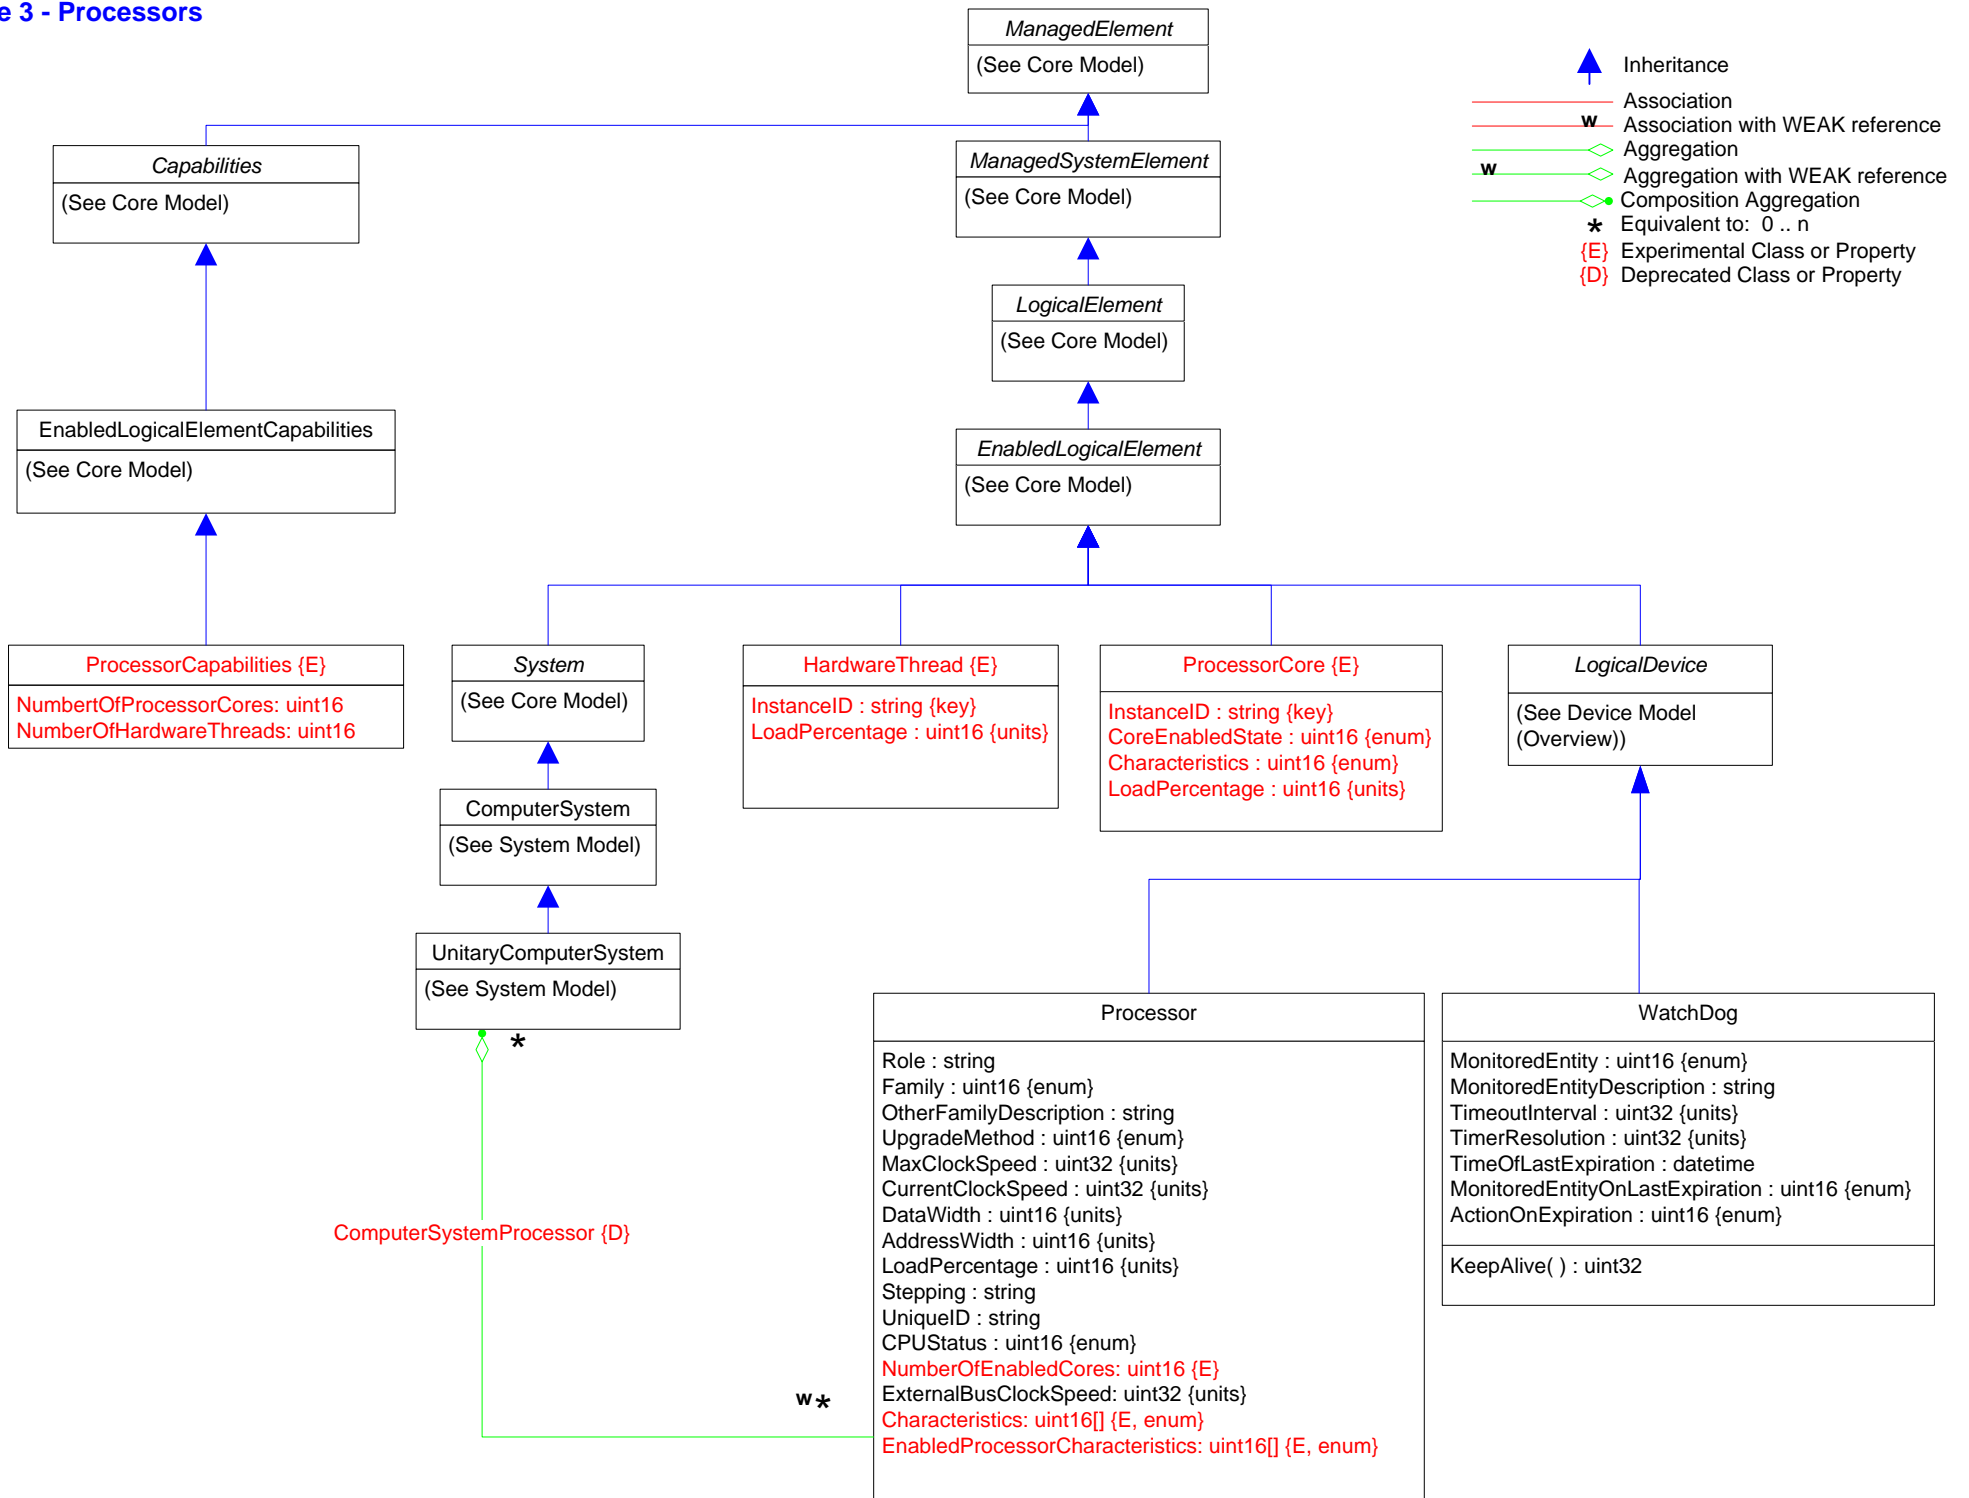 e 3 - Processors
ManagedElement
(See Core Model)
Inheritance
Association
w
Association with WEAK reference
Aggregation
w
Aggregation with WEAK reference
Composition Aggregation
* Equivalent to: 0 .. n
{E} Experimental Class or Property
{D} Deprecated Class or Property
Capabilities
(See Core Model)
ManagedSystemElement
(See Core Model)
LogicalElement
(See Core Model)
EnabledLogicalElementCapabilities
(See Core Model)
EnabledLogicalElement
(See Core Model)
ProcessorCapabilities {E}
NumbertOfProcessorCores: uint16
NumberOfHardwareThreads: uint16
System
(See Core Model)
HardwareThread {E}
InstanceID : string {key}
LoadPercentage : uint16 {units}
ProcessorCore {E}
InstanceID : string {key}
CoreEnabledState : uint16 {enum}
Characteristics : uint16 {enum}
LoadPercentage : uint16 {units}
LogicalDevice
(See Device Model
(Overview))
ComputerSystem
(See System Model)
UnitaryComputerSystem
(See System Model)
*
ComputerSystemProcessor {D}
w*
Processor
Role : string
Family : uint16 {enum}
OtherFamilyDescription : string
UpgradeMethod : uint16 {enum}
MaxClockSpeed : uint32 {units}
CurrentClockSpeed : uint32 {units}
DataWidth : uint16 {units}
AddressWidth : uint16 {units}
LoadPercentage : uint16 {units}
Stepping : string
UniqueID : string
CPUStatus : uint16 {enum}
NumberOfEnabledCores: uint16 {E}
ExternalBusClockSpeed: uint32 {units}
Characteristics: uint16[] {E, enum}
EnabledProcessorCharacteristics: uint16[] {E, enum}
WatchDog
MonitoredEntity : uint16 {enum}
MonitoredEntityDescription : string
TimeoutInterval : uint32 {units}
TimerResolution : uint32 {units}
TimeOfLastExpiration : datetime
MonitoredEntityOnLastExpiration : uint16 {enum}
ActionOnExpiration : uint16 {enum}
KeepAlive( ) : uint32